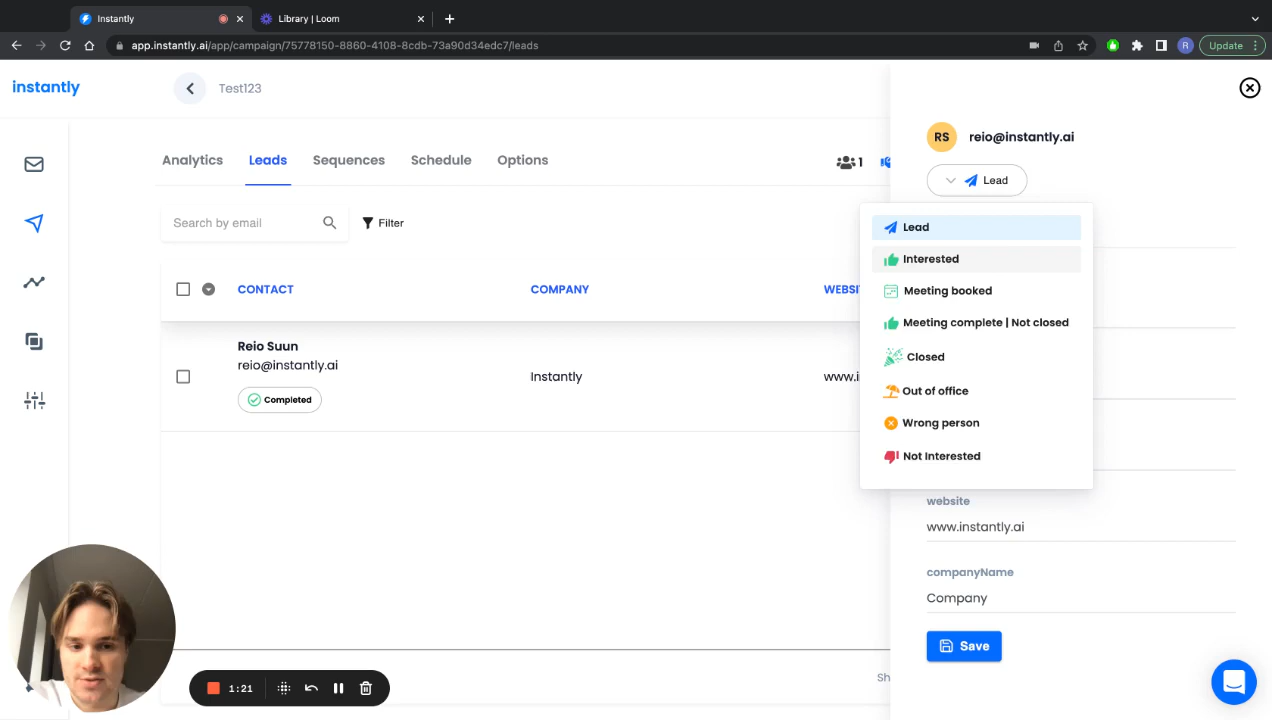 Instantly
Library | Loom
app.instantly.ai/app/campaign/75778150-8860-4108-8cdb-73a90d34edc7/leads
R
Update
instantly
Test123
Analytics
Leads
Sequences
Schedule
Options
1
Search by email
Filter
CONTACT
COMPANY
WEBSI
Reio Suun
reio@instantly.ai
Completed
Instantly
www.i
Sh
1:21
RS
reio@instantly.ai
Lead
Lead
Interested
Meeting booked
Meeting complete | Not closed
Closed
Out of office
Wrong person
Not Interested
website
www.instantly.ai
companyName
Company
Save